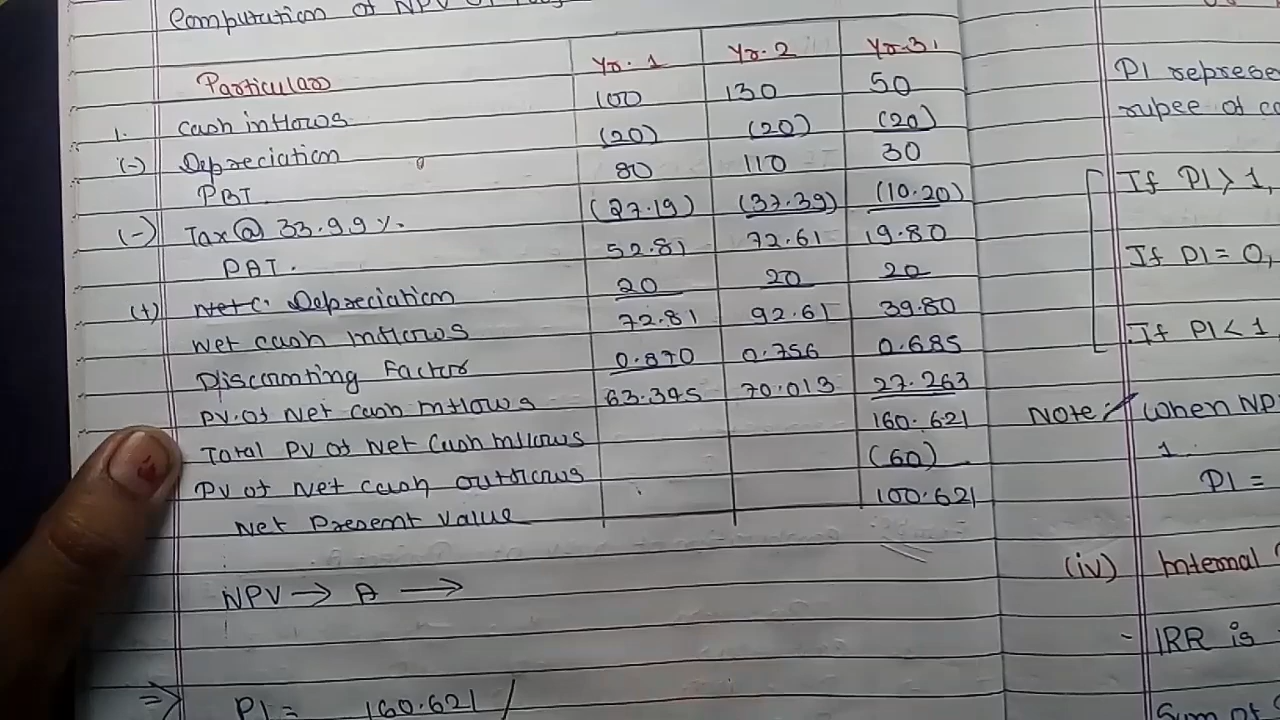 Computation of NPV of
Particulars Yr. 1 Yr. 2 Yr. 3
1. Cash inflows 100 130 50
(-) Depreciation (20) (20) (20)
PBT 80 110 30
(-) Tax @ 33.99%. (27.19) (37.39) (10.20)
PAT. 52.81 72.61 19.80
(+) Depreciation 20 20 20
Net cash inflows 72.81 92.61 39.80
Discounting Factor 0.870 0.756 0.685
PV. of Net Cash inflows 63.345 70.013 27.263
Total PV of Net Cash inflows 160.621
PV of Net cash outflows (60)
Net Present Value 100.621
NPV → A →
⇒ PI = 160.621 /
PI represe
rupee of co
If PI > 1,
If PI = 0,
If PI < 1
Note: When NP
1.
PI =
(iv) Internal
- IRR is
Sum of